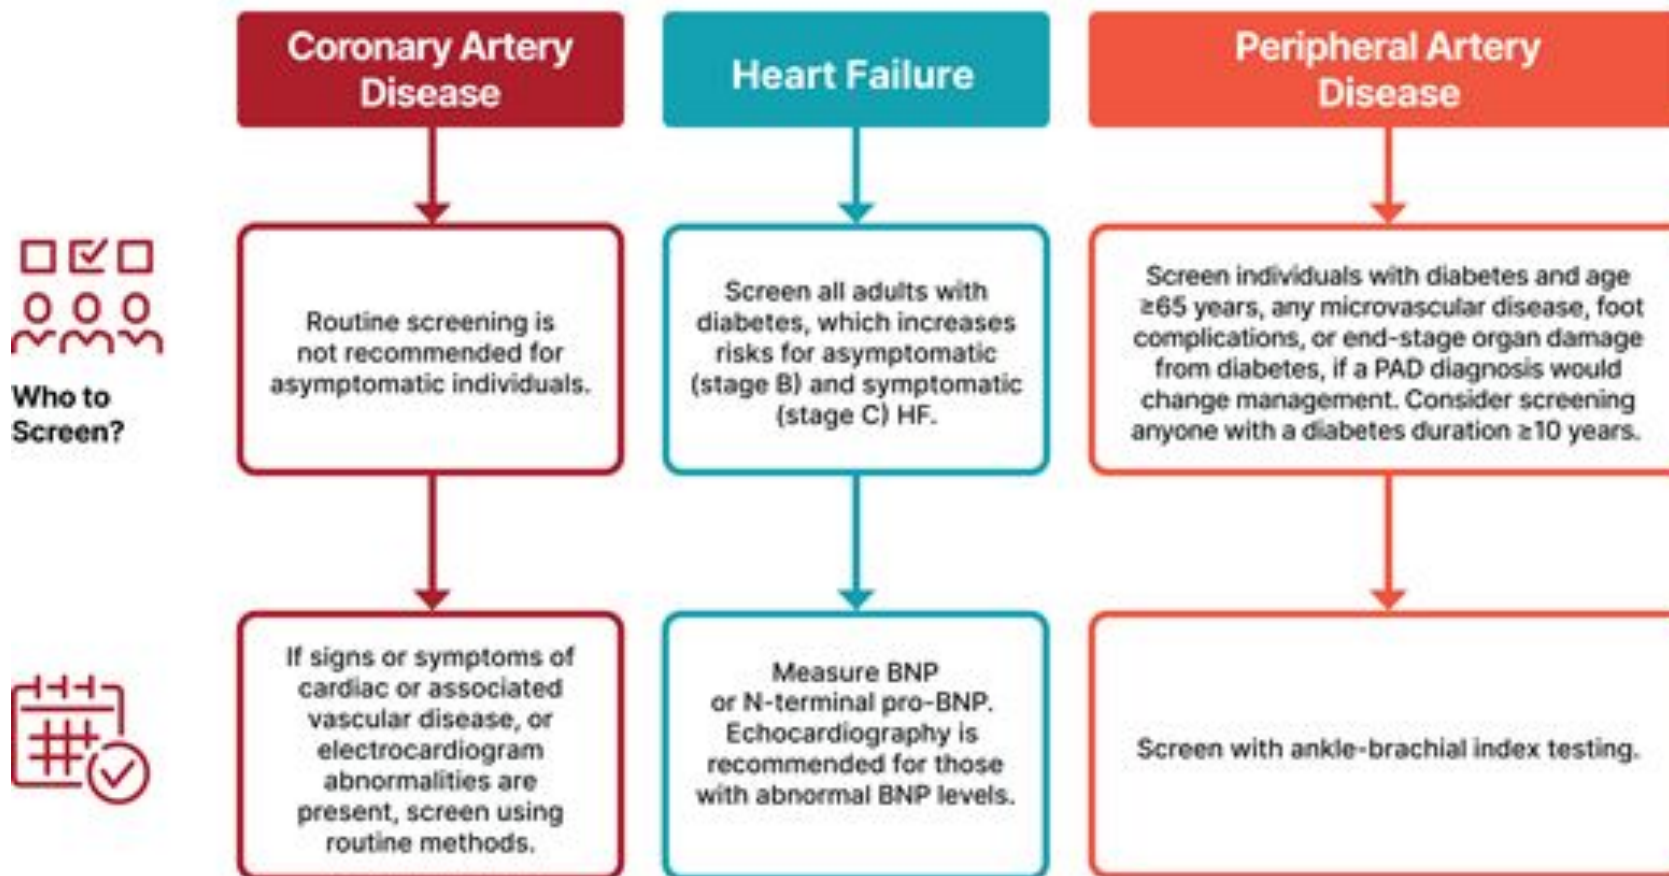 Coronary Artery
Disease
Heart Failure
Peripheral Artery
Disease
Who to
Screen?
Routine screening is
not recommended for
asymptomatic individuals.
Screen all adults with
diabetes, which increases
risks for asymptomatic
(stage B) and symptomatic
(stage C) HF.
Screen individuals with diabetes and age
≥65 years, any microvascular disease, foot
complications, or end-stage organ damage
from diabetes, if a PAD diagnosis would
change management. Consider screening
anyone with a diabetes duration ≥10 years.
If signs or symptoms of
cardiac or associated
vascular disease, or
electrocardiogram
abnormalities are
present, screen using
routine methods.
Measure BNP
or N-terminal pro-BNP.
Echocardiography is
recommended for those
with abnormal BNP levels.
Screen with ankle-brachial index testing.